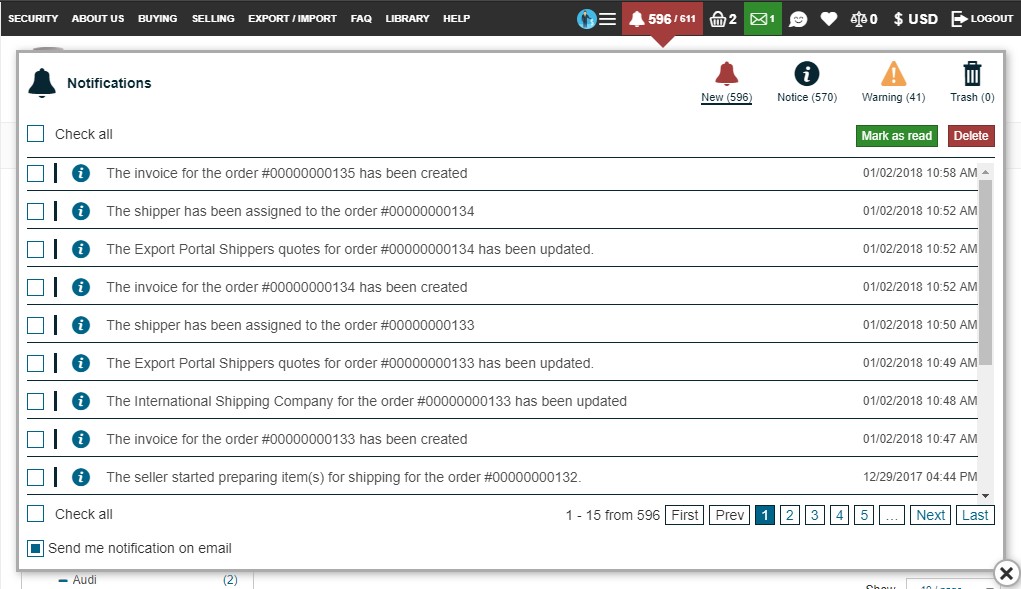 SECURITY ABOUT US BUYING SELLING EXPORT / IMPORT FAQ LIBRARY HELP 596 / 611 2 1 0 $ USD LOGOUT
Notifications
New (596) Notice (570) Warning (41) Trash (0)
Check all Mark as read Delete
The invoice for the order #00000000135 has been created 01/02/2018 10:58 AM
The shipper has been assigned to the order #00000000134 01/02/2018 10:52 AM
The Export Portal Shippers quotes for order #00000000134 has been updated. 01/02/2018 10:52 AM
The invoice for the order #00000000134 has been created 01/02/2018 10:52 AM
The shipper has been assigned to the order #00000000133 01/02/2018 10:50 AM
The Export Portal Shippers quotes for order #00000000133 has been updated. 01/02/2018 10:49 AM
The International Shipping Company for the order #00000000133 has been updated 01/02/2018 10:48 AM
The invoice for the order #00000000133 has been created 01/02/2018 10:47 AM
The seller started preparing item(s) for shipping for the order #00000000132. 12/29/2017 04:44 PM
Check all 1 - 15 from 596 First Prev 1 2 3 4 5 ... Next Last
Send me notification on email
Audi (2)